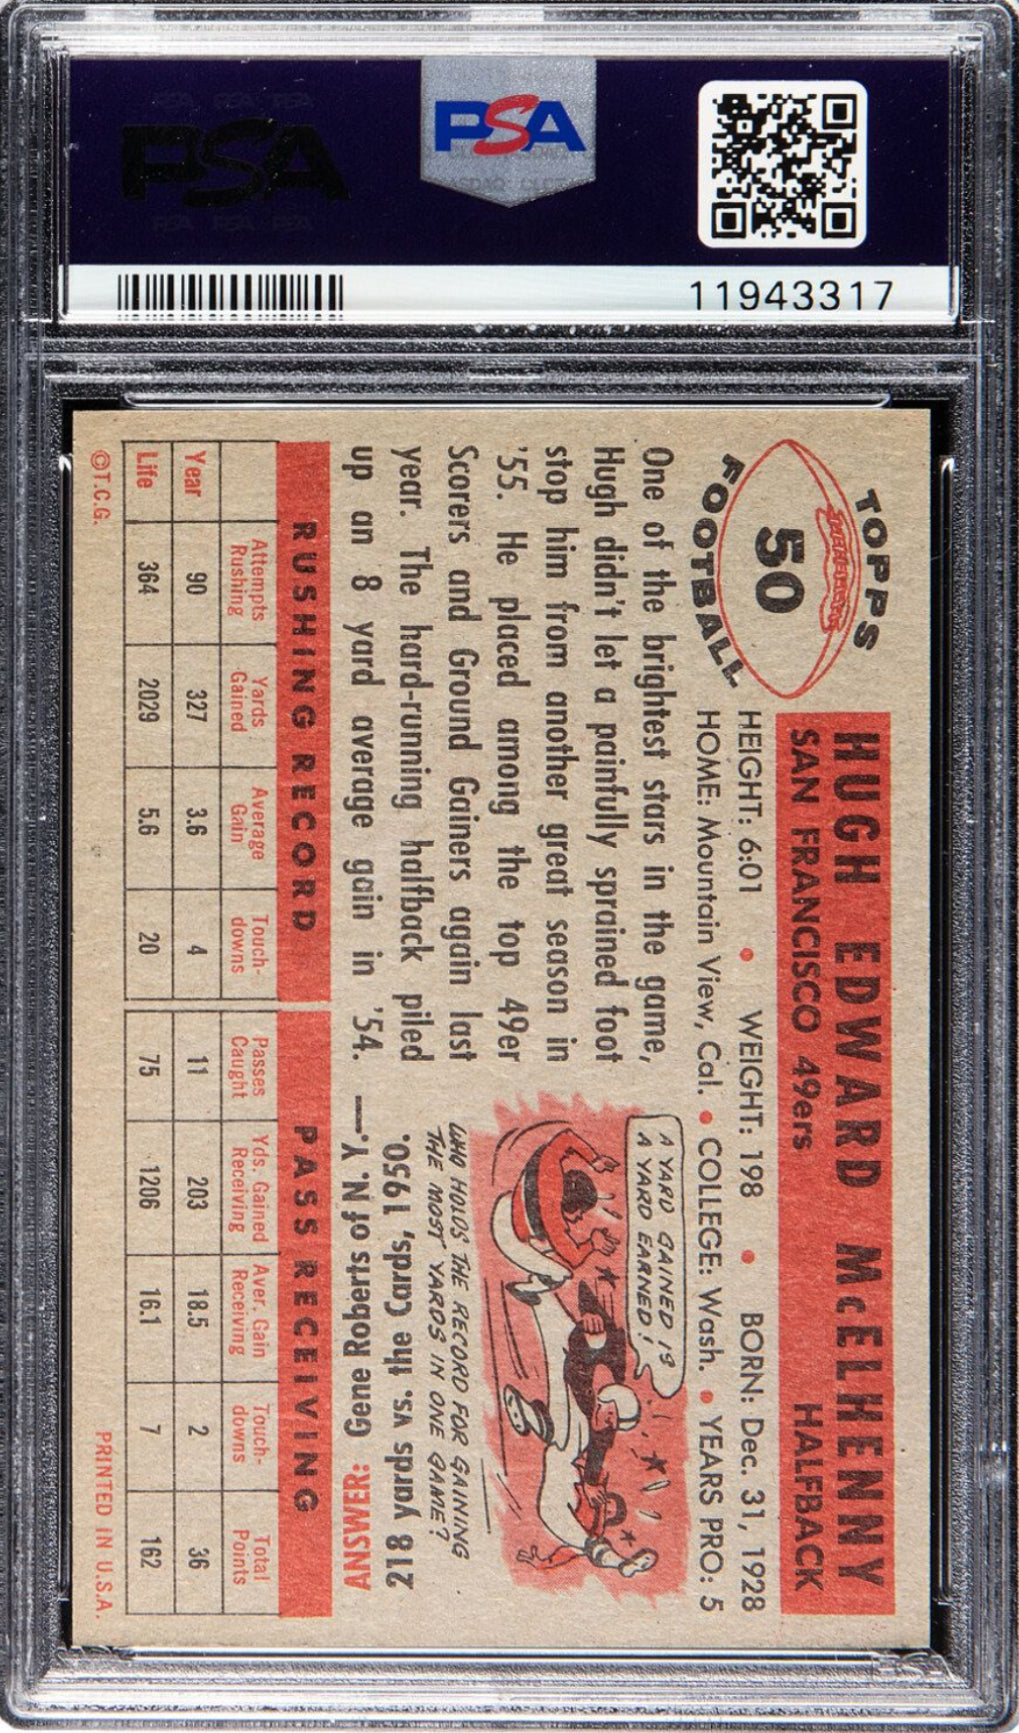 PSA
PSA
11943317
TOPPS
50
FOOTBALL
HUGH EDWARD McELHENNY
SAN FRANCISCO 49ers HALFBACK
HEIGHT: 6:01 • WEIGHT: 198 • BORN: Dec. 31, 1928
HOME: Mountain View, Cal. • COLLEGE: Wash. • YEARS PRO: 5
One of the brightest stars in the game,
Hugh didn't let a painfully sprained foot
stop him from another great season in
'55. He placed among the top 49er
Scorers and Ground Gainers again last
year. The hard-running halfback piled
up an 8 yard average gain in '54.
A YARD GAINED IS
A YARD EARNED!
WHO HOLDS THE RECORD FOR GAINING
THE MOST YARDS IN ONE GAME?
218 yards vs. the Cards, 1950.
ANSWER: Gene Roberts of N. Y.—
RUSHING RECORD PASS RECEIVING
Attempts Rushing Yards Gained Average Gain Touch-downs Passes Caught Yds. Gained Receiving Aver. Gain Receiving Touch-downs Total Points
Year 90 327 3.6 4 11 203 18.5 2 36
Life 364 2029 5.6 20 75 1206 16.1 7 162
©T.C.G. PRINTED IN U.S.A.